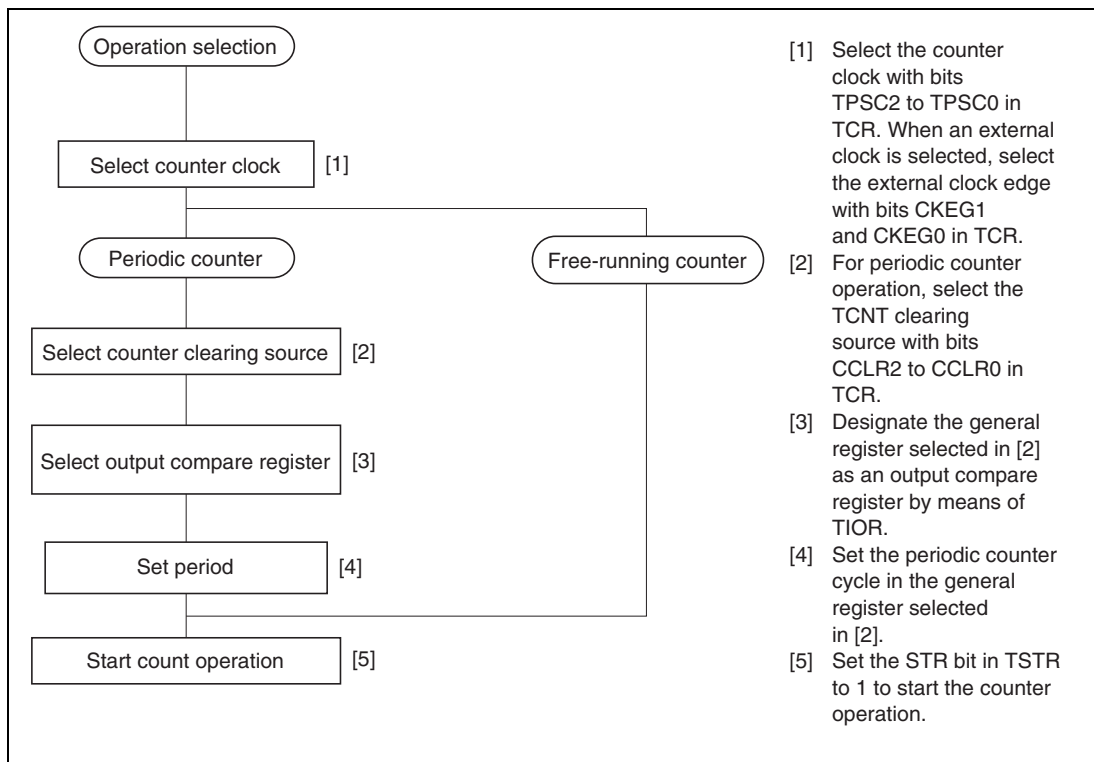 Operation selection
Select counter clock [1]
Periodic counter
Free-running counter
Select counter clearing source [2]
Select output compare register [3]
Set period [4]
Start count operation [5]
[1] Select the counter
clock with bits
TPSC2 to TPSC0 in
TCR. When an external
clock is selected, select
the external clock edge
with bits CKEG1
and CKEG0 in TCR.
[2] For periodic counter
operation, select the
TCNT clearing
source with bits
CCLR2 to CCLR0 in
TCR.
[3] Designate the general
register selected in [2]
as an output compare
register by means of
TIOR.
[4] Set the periodic counter
cycle in the general
register selected
in [2].
[5] Set the STR bit in TSTR
to 1 to start the counter
operation.